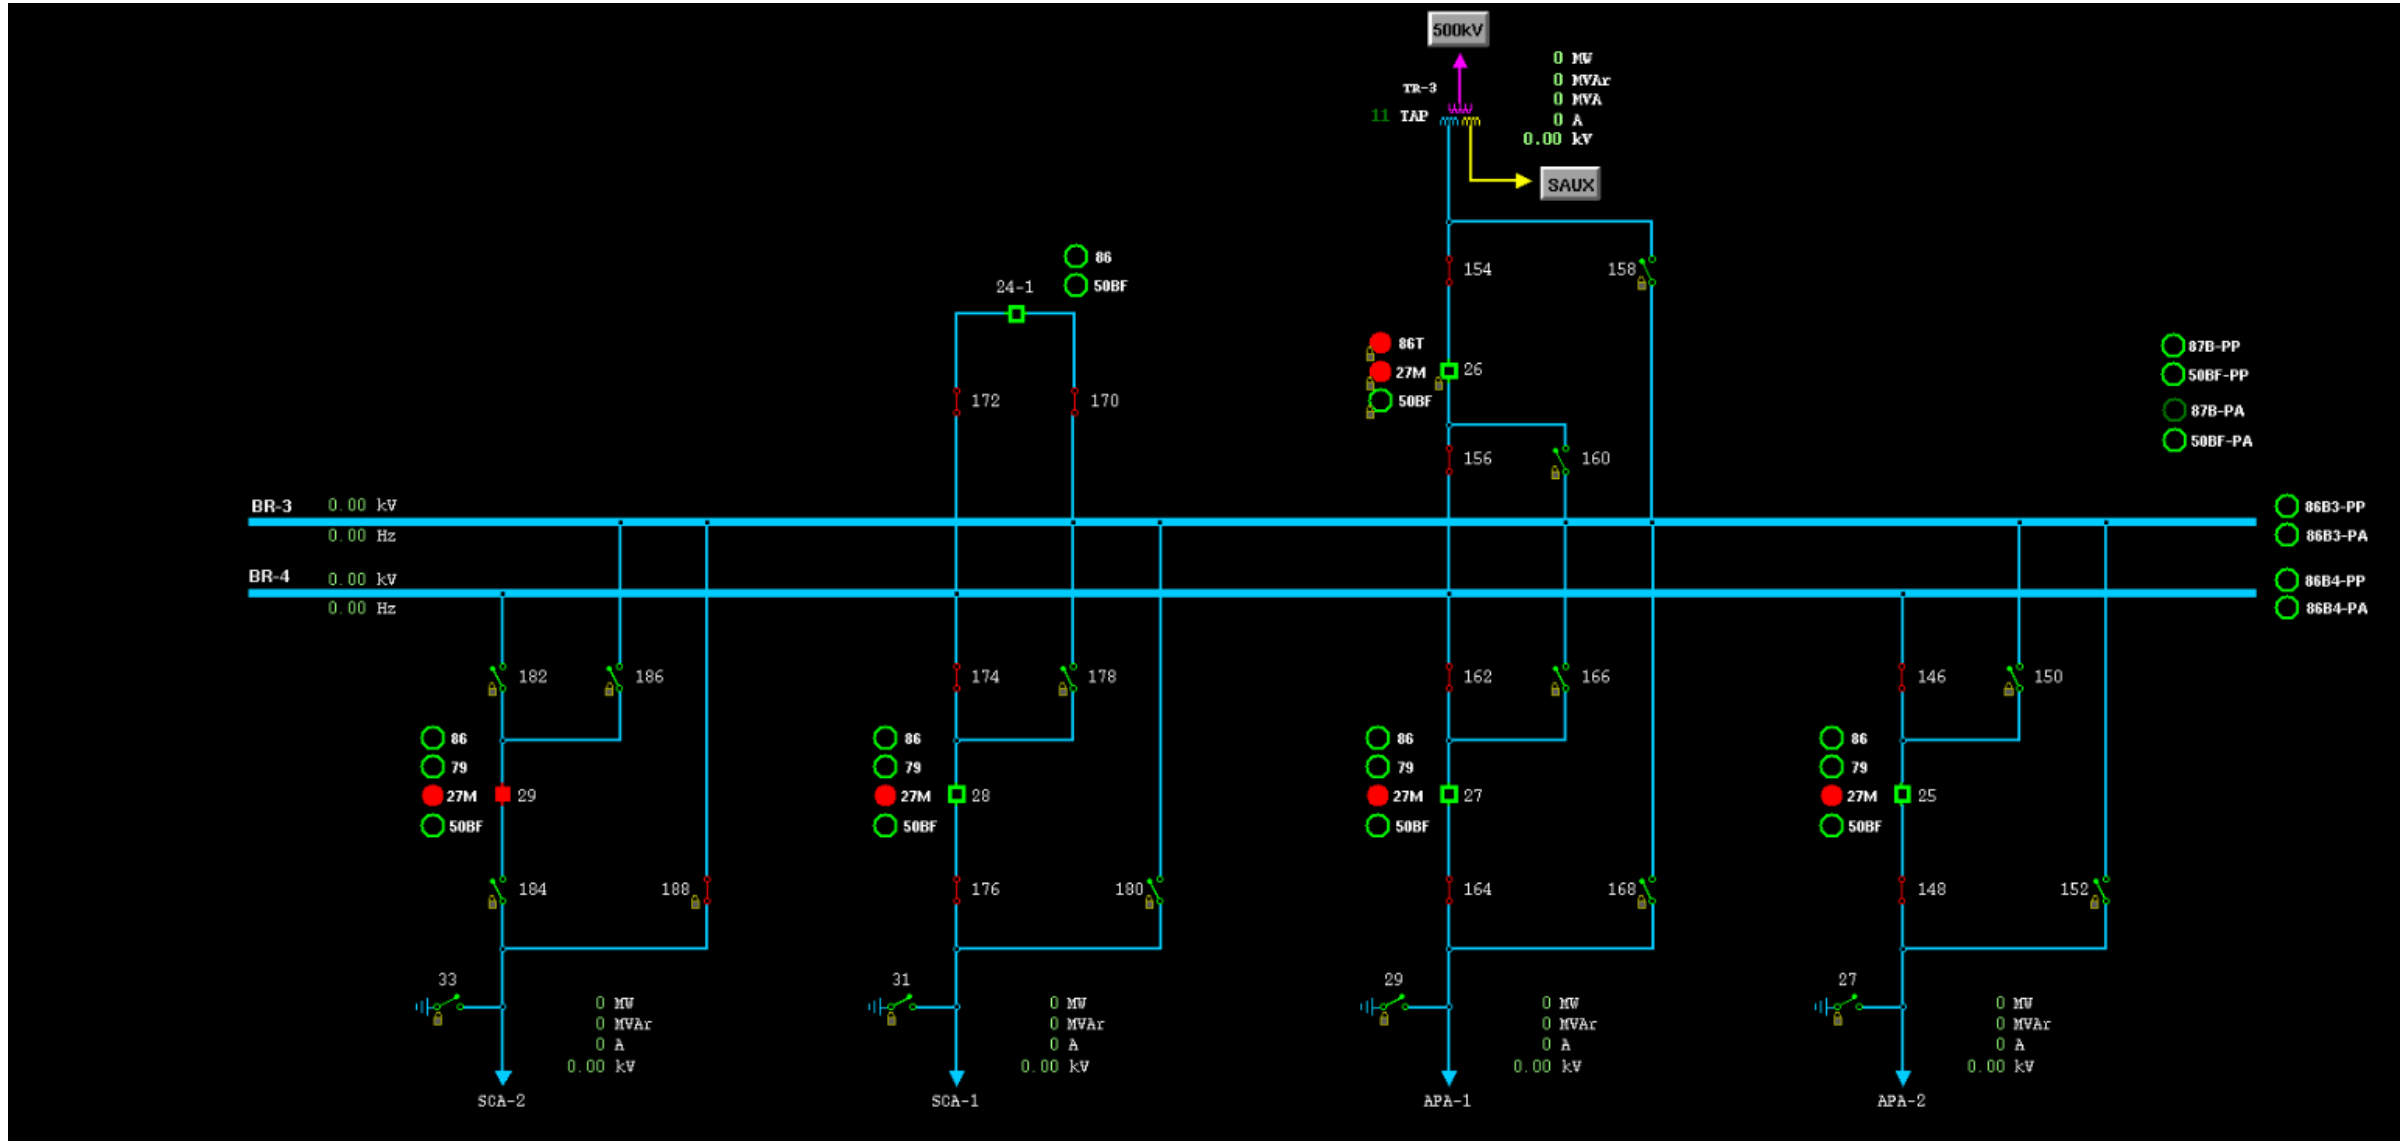 500kV
0 MW
0 MVAr
TR-3
0 MVA
11 TAP
0 A
0.00 kV
SAUX
86
24-1
50BF
154
158
86T
27M
26
50BF
172
170
156
160
87B-PP
50BF-PP
87B-PA
50BF-PA
BR-3 0.00 kV
0.00 Hz
86B3-PP
86B3-PA
BR-4 0.00 kV
0.00 Hz
86B4-PP
86B4-PA
182
186
174
178
162
166
146
150
86
79
27M
29
50BF
86
79
27M
28
50BF
86
79
27M
27
50BF
86
79
27M
25
50BF
184
188
176
180
164
168
148
152
33
0 MW
0 MVAr
0 A
0.00 kV
SCA-2
31
0 MW
0 MVAr
0 A
0.00 kV
SCA-1
29
0 MW
0 MVAr
0 A
0.00 kV
APA-1
27
0 MW
0 MVAr
0 A
0.00 kV
APA-2